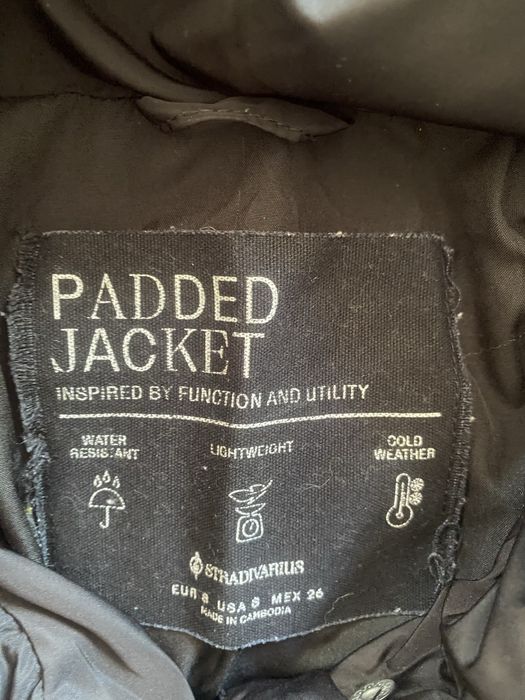 PADDED
JACKET
INSPIRED BY FUNCTION AND UTILITY
WATER
RESISTANT
LIGHTWEIGHT
COLD
WEATHER
STRADIVARIUS
EUR S USA S MEX 26
MADE IN CAMBODIA